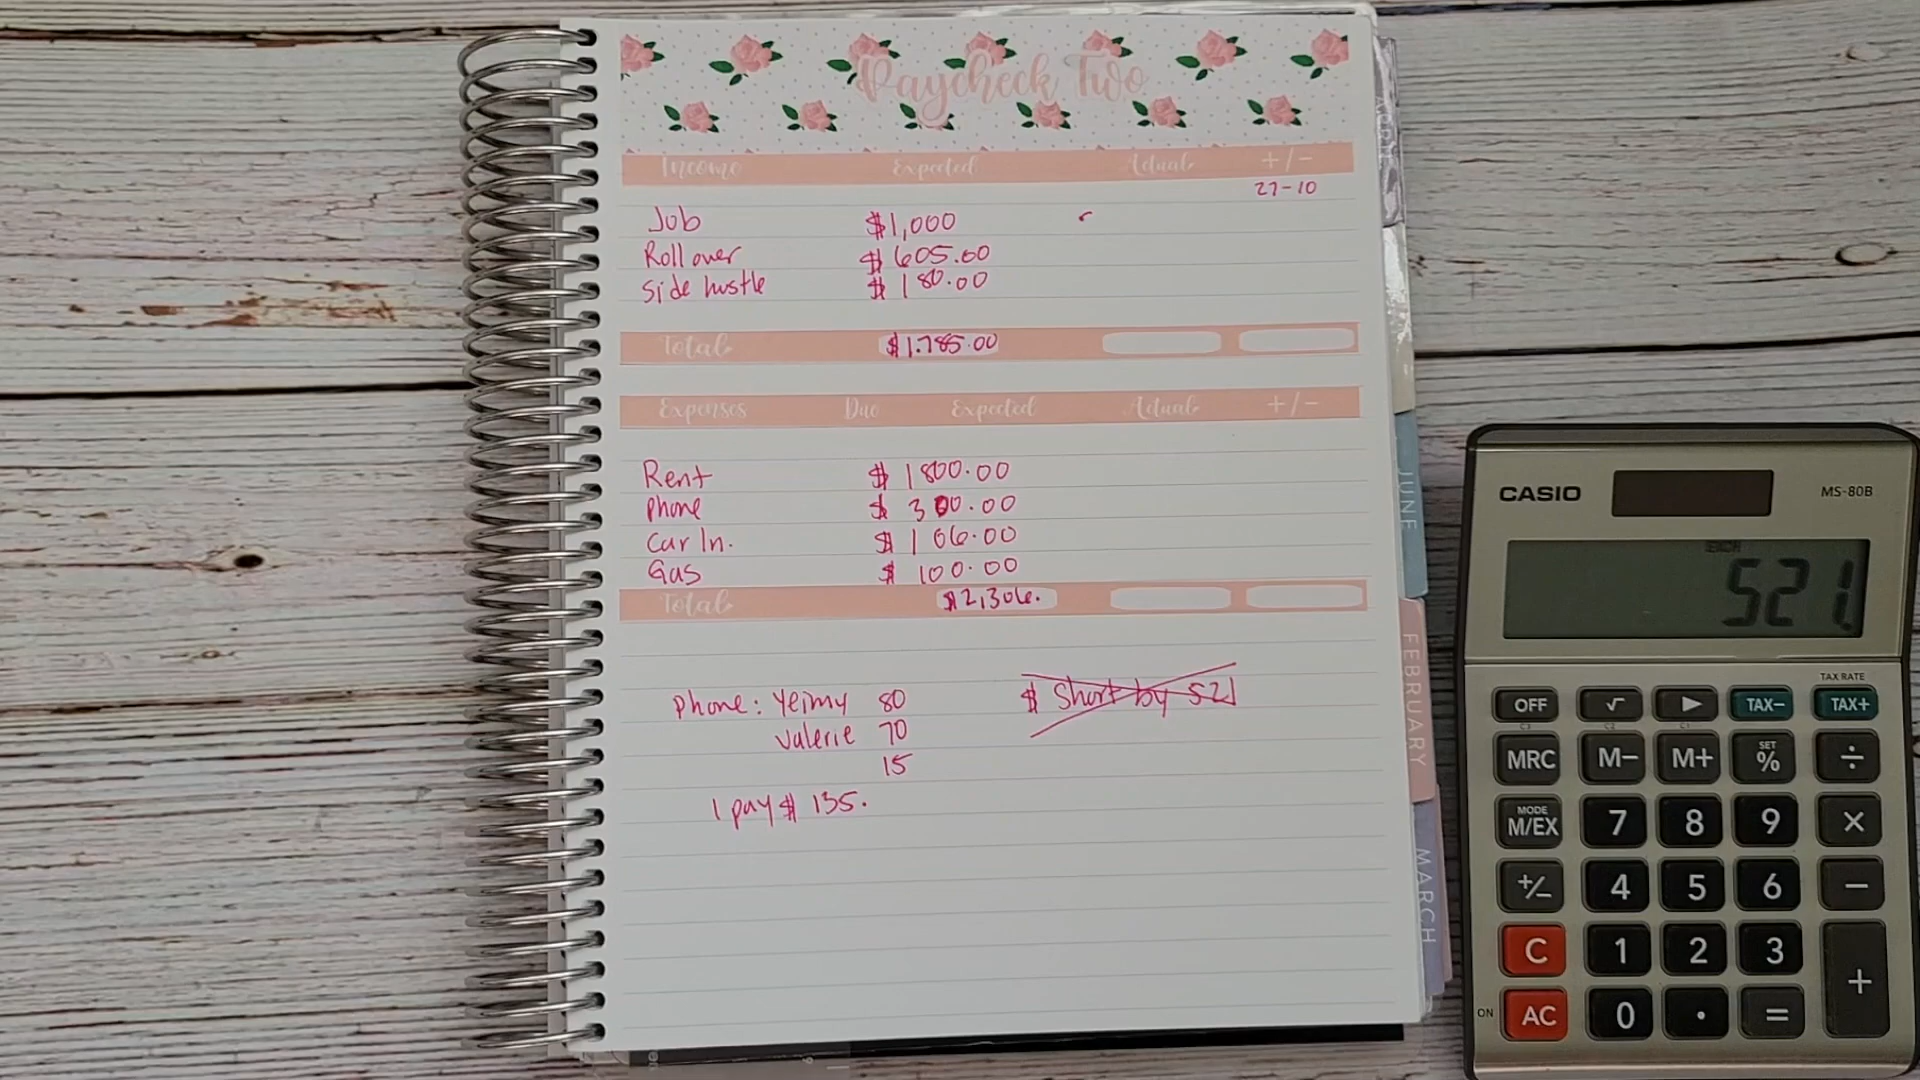 Paycheck Two
Income Expected Actual +/-
27-10
Job $1,000
Rollover $605.00
Side hustle $180.00
Total $1.785.00
Expenses Due Expected Actual +/-
Rent $1800.00
phone $300.00
Car In. $106.00
Gas $100.00
Total $2,306.
phone: Yeimy 80
Valerie 70
15
I pay $135.
$ Short by 521
JUNE
FEBRUARY
MARCH
CASIO MS-80B
521.
TAX RATE
OFF √ ▶ TAX- TAX+
MRC M- M+ SET % ÷
MODE M/EX 7 8 9 ×
+/- 4 5 6 −
C 1 2 3 +
ON AC 0 . =